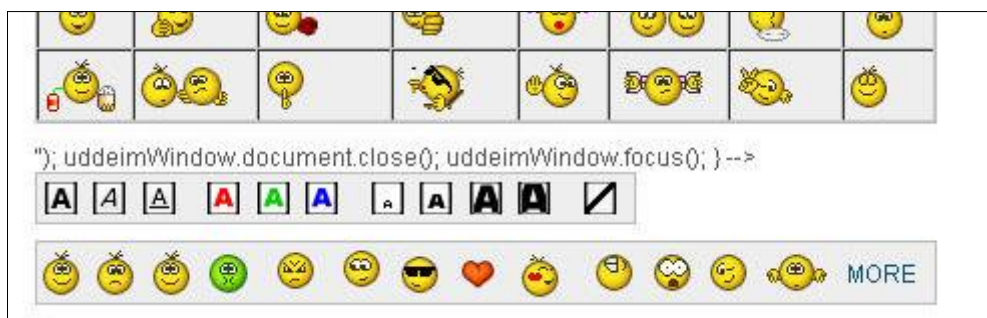 "); uddeimWindow.document.close(); uddeimWindow.focus(); } -->
A A A A A A A A A A
MORE